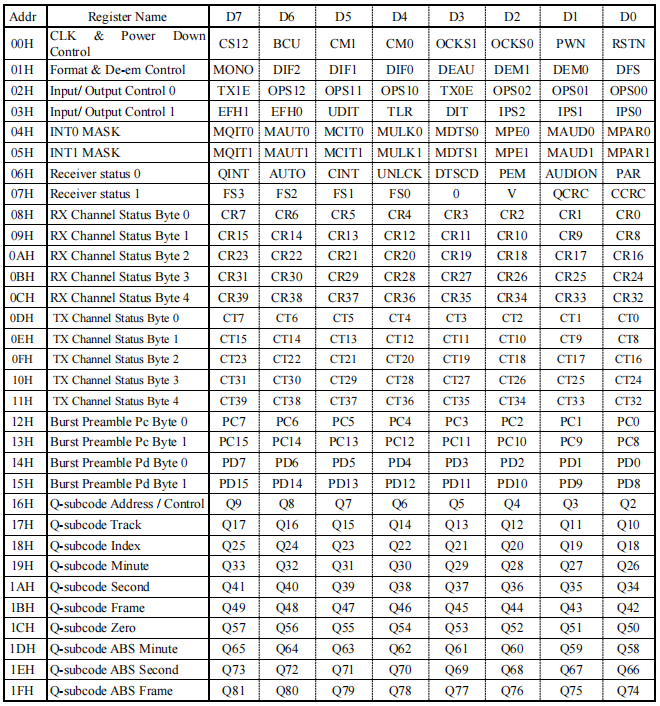 Addr Register Name D7 D6 D5 D4 D3 D2 D1 D0
00H CLK & Power Down Control CS12 BCU CM1 CM0 OCKS1 OCKS0 PWN RSTN
01H Format & De-em Control MONO DIF2 DIF1 DIF0 DEAU DEM1 DEM0 DFS
02H Input/ Output Control 0 TX1E OPS12 OPS11 OPS10 TX0E OPS02 OPS01 OPS00
03H Input/ Output Control 1 EFH1 EFH0 UDIT TLR DIT IPS2 IPS1 IPS0
04H INT0 MASK MQIT0 MAUT0 MCIT0 MULK0 MDTS0 MPE0 MAUD0 MPAR0
05H INT1 MASK MQIT1 MAUT1 MCIT1 MULK1 MDTS1 MPE1 MAUD1 MPAR1
06H Receiver status 0 QINT AUTO CINT UNLCK DTSCD PEM AUDION PAR
07H Receiver status 1 FS3 FS2 FS1 FS0 0 V QCRC CCRC
08H RX Channel Status Byte 0 CR7 CR6 CR5 CR4 CR3 CR2 CR1 CR0
09H RX Channel Status Byte 1 CR15 CR14 CR13 CR12 CR11 CR10 CR9 CR8
0AH RX Channel Status Byte 2 CR23 CR22 CR21 CR20 CR19 CR18 CR17 CR16
0BH RX Channel Status Byte 3 CR31 CR30 CR29 CR28 CR27 CR26 CR25 CR24
0CH RX Channel Status Byte 4 CR39 CR38 CR37 CR36 CR35 CR34 CR33 CR32
0DH TX Channel Status Byte 0 CT7 CT6 CT5 CT4 CT3 CT2 CT1 CT0
0EH TX Channel Status Byte 1 CT15 CT14 CT13 CT12 CT11 CT10 CT9 CT8
0FH TX Channel Status Byte 2 CT23 CT22 CT21 CT20 CT19 CT18 CT17 CT16
10H TX Channel Status Byte 3 CT31 CT30 CT29 CT28 CT27 CT26 CT25 CT24
11H TX Channel Status Byte 4 CT39 CT38 CT37 CT36 CT35 CT34 CT33 CT32
12H Burst Preamble Pc Byte 0 PC7 PC6 PC5 PC4 PC3 PC2 PC1 PC0
13H Burst Preamble Pc Byte 1 PC15 PC14 PC13 PC12 PC11 PC10 PC9 PC8
14H Burst Preamble Pd Byte 0 PD7 PD6 PD5 PD4 PD3 PD2 PD1 PD0
15H Burst Preamble Pd Byte 1 PD15 PD14 PD13 PD12 PD11 PD10 PD9 PD8
16H Q-subcode Address / Control Q9 Q8 Q7 Q6 Q5 Q4 Q3 Q2
17H Q-subcode Track Q17 Q16 Q15 Q14 Q13 Q12 Q11 Q10
18H Q-subcode Index Q25 Q24 Q23 Q22 Q21 Q20 Q19 Q18
19H Q-subcode Minute Q33 Q32 Q31 Q30 Q29 Q28 Q27 Q26
1AH Q-subcode Second Q41 Q40 Q39 Q38 Q37 Q36 Q35 Q34
1BH Q-subcode Frame Q49 Q48 Q47 Q46 Q45 Q44 Q43 Q42
1CH Q-subcode Zero Q57 Q56 Q55 Q54 Q53 Q52 Q51 Q50
1DH Q-subcode ABS Minute Q65 Q64 Q63 Q62 Q61 Q60 Q59 Q58
1EH Q-subcode ABS Second Q73 Q72 Q71 Q70 Q69 Q68 Q67 Q66
1FH Q-subcode ABS Frame Q81 Q80 Q79 Q78 Q77 Q76 Q75 Q74